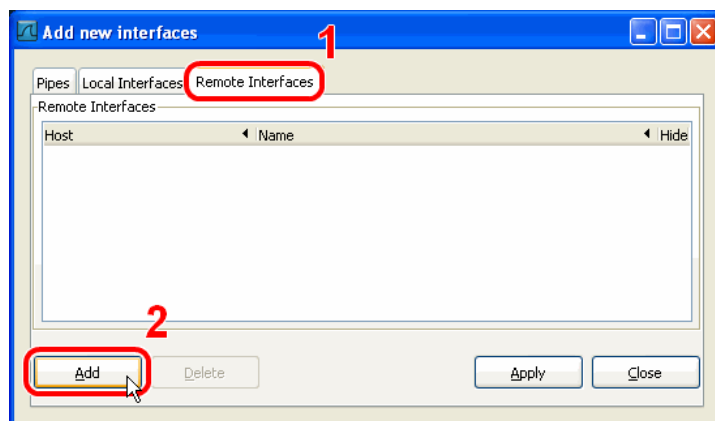 Add new interfaces
1
Pipes Local Interfaces Remote Interfaces
Remote Interfaces
Host Name Hide
2
Add Delete Apply Close